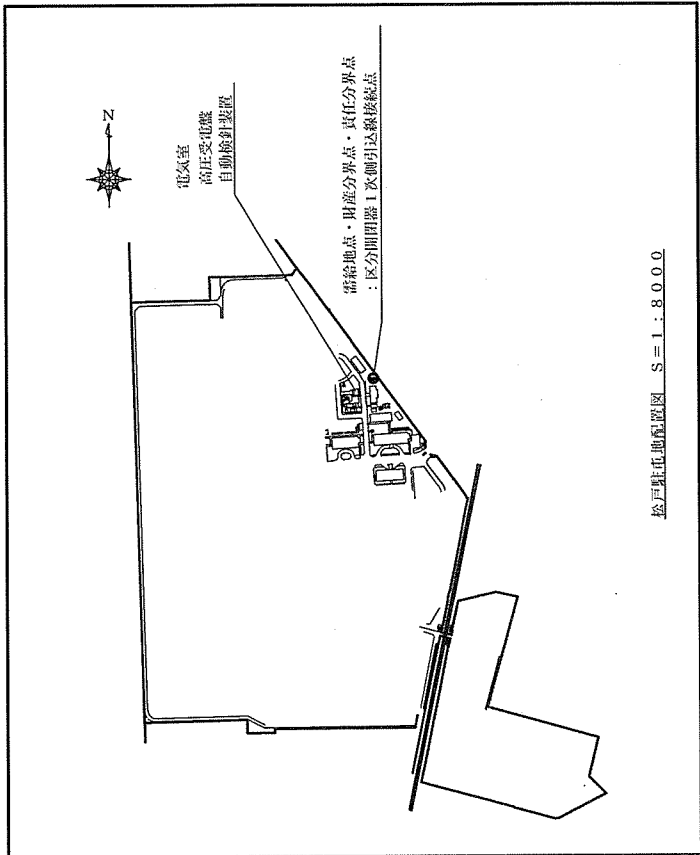 N
電気室
高圧受電盤
自動検針装置
需給地点・財産分界点・責任分界点
:区分開閉器1次側引込線接続点
松戸駐屯地配置図 S=1:8000